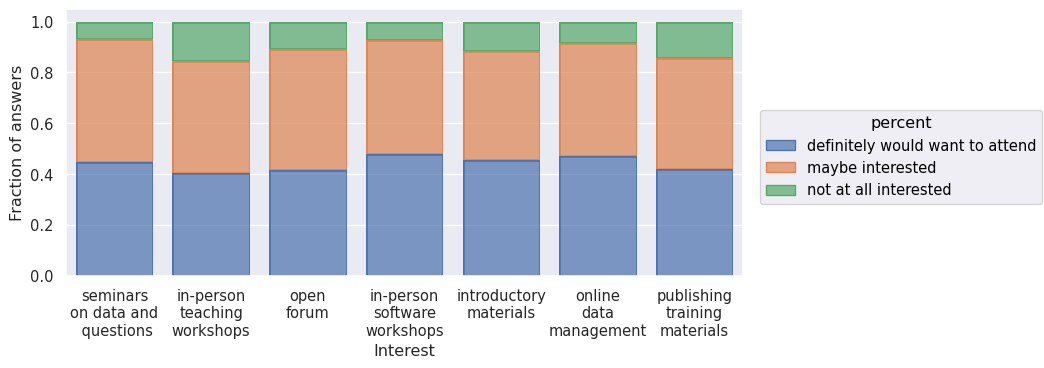 1.0
0.8
0.6
0.4
0.2
0.0
Fraction of answers
seminars
on data and
questions
in-person
teaching
workshops
open
forum
in-person
software
workshops
introductory
materials
online
data
management
publishing
training
materials
Interest
percent
definitely would want to attend
maybe interested
not at all interested